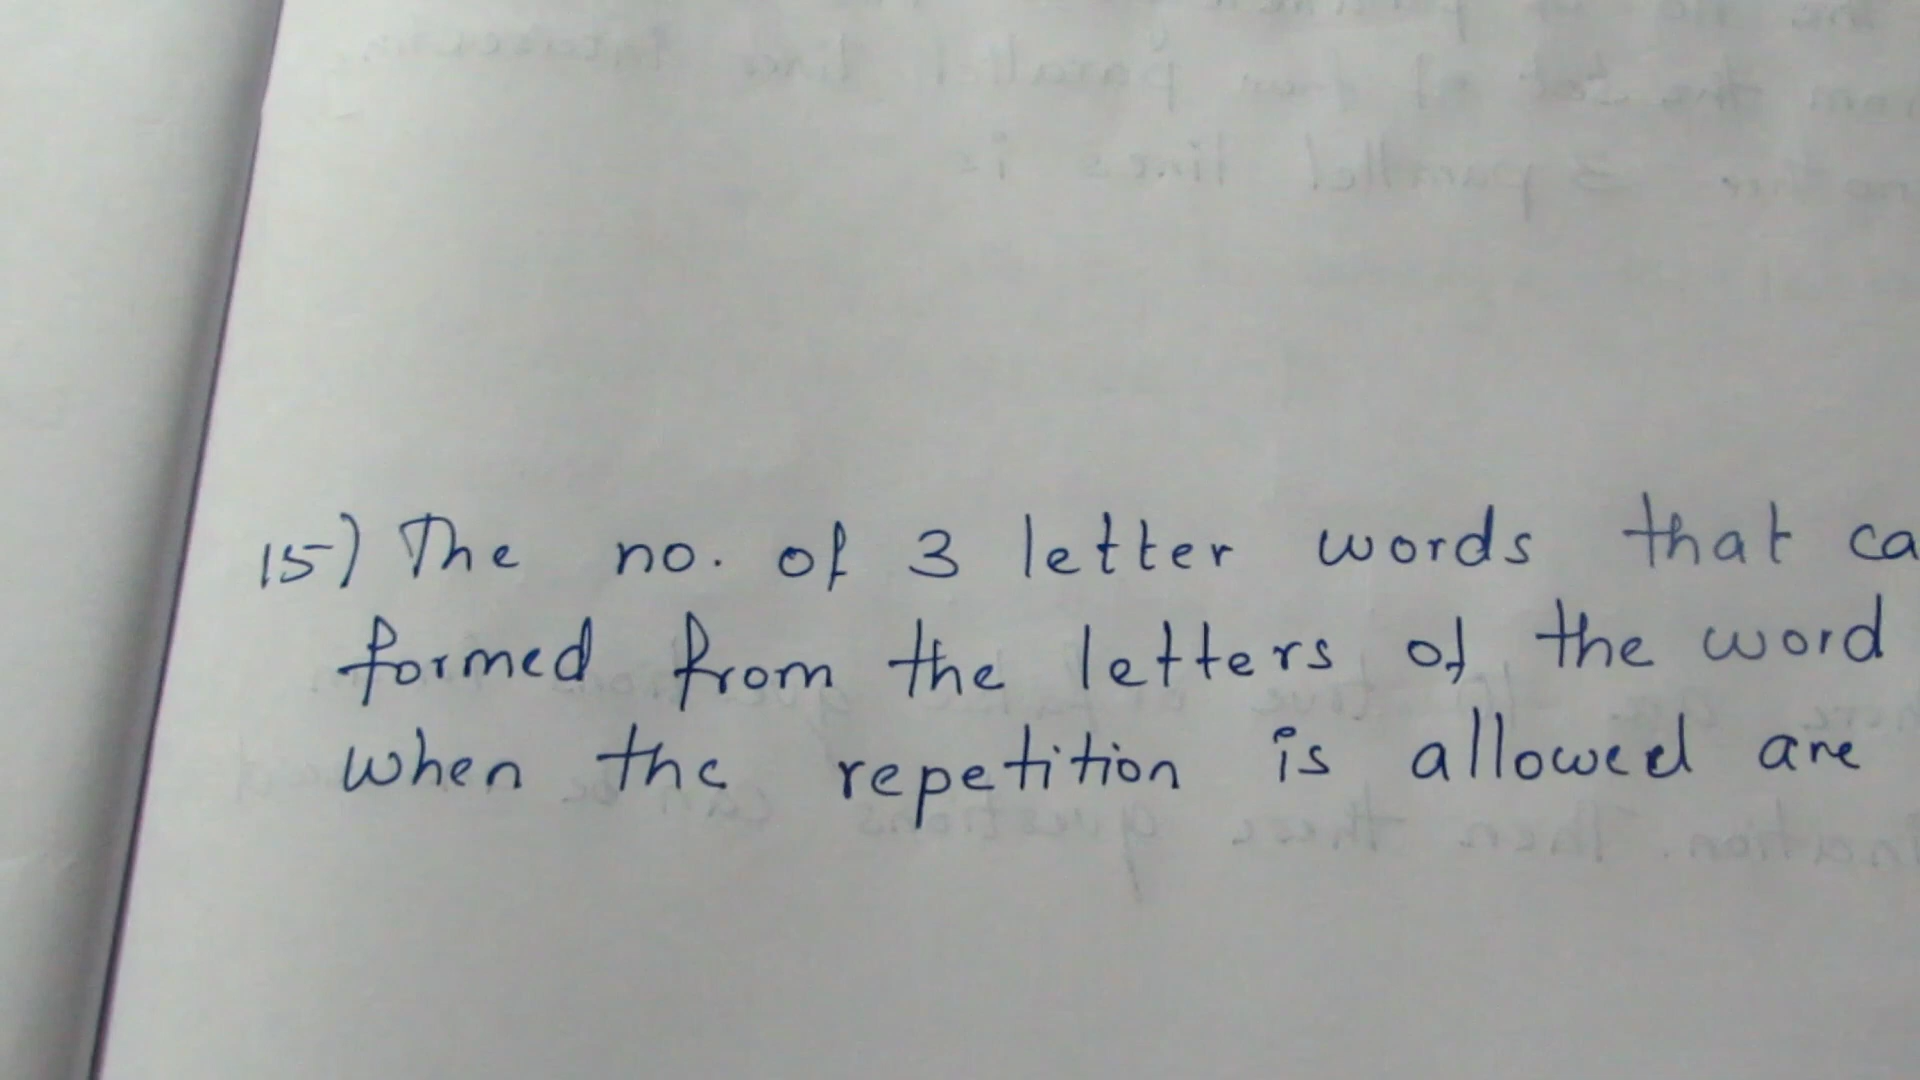 15) The no. of 3 letter words that ca
formed from the letters of the word
when the repetition is allowed are